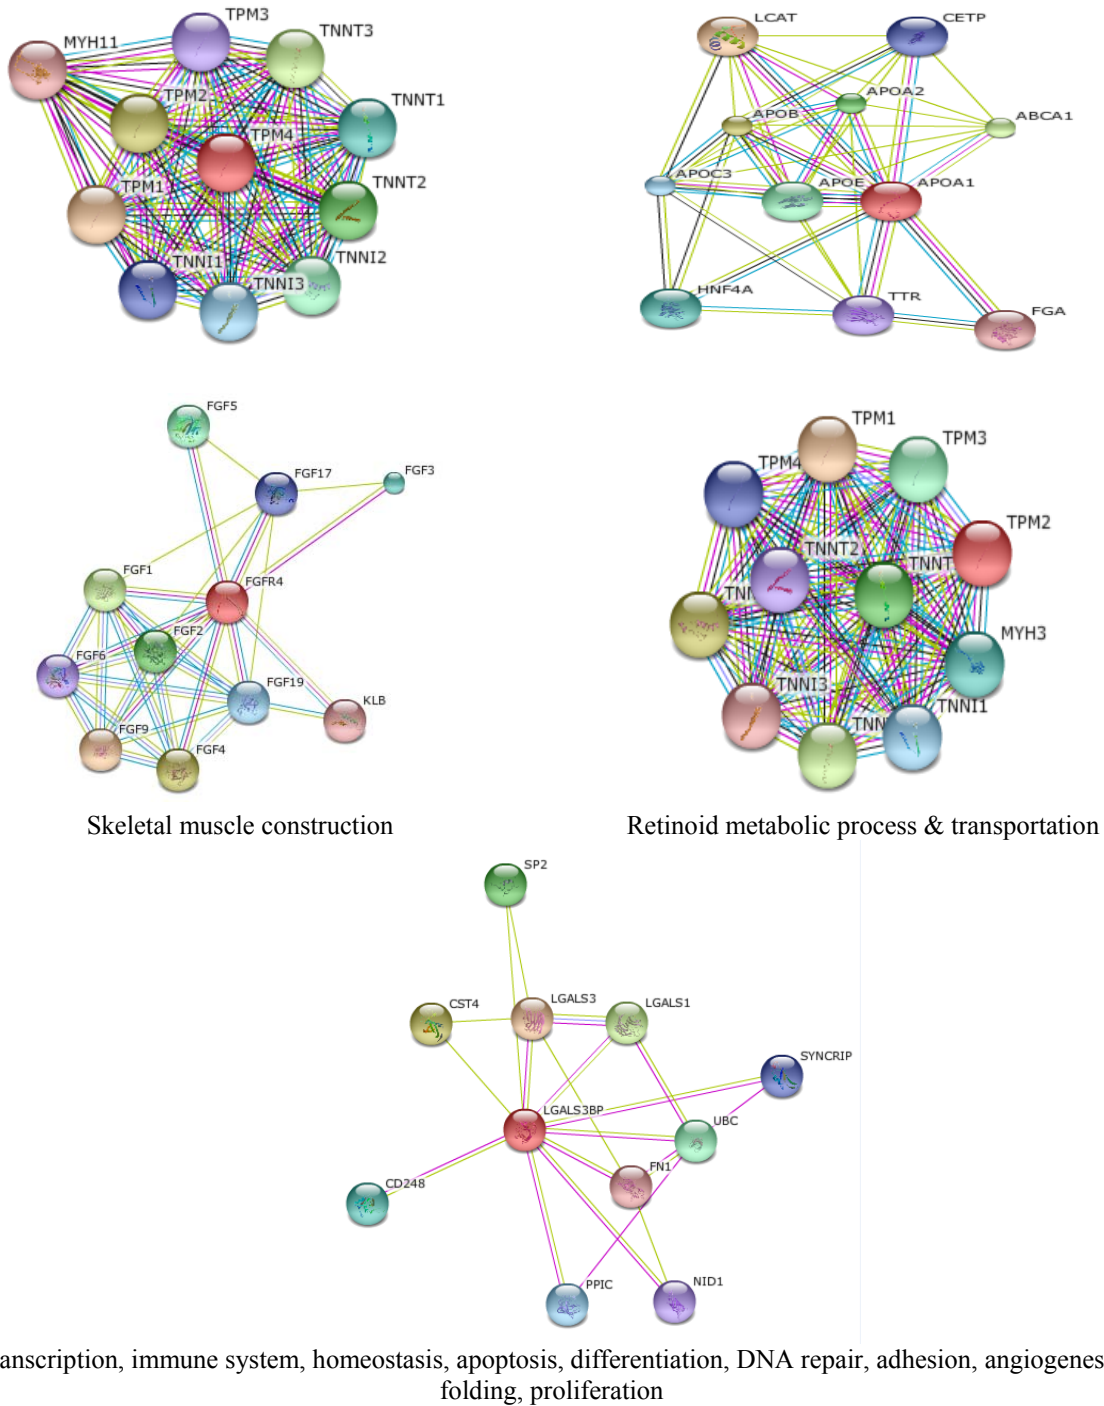 TPM3
MYH11
TNNT3
TPM2
TNNT1
TPM4
TPM1
TNNT2
TNNI2
TNNI1
TNNI3
LCAT
CETP
APOA2
APOB
ABCA1
APOC3
APOE
APOA1
HNF4A
TTR
FGA
FGF5
FGF17
FGF3
FGF1
FGFR4
FGF2
FGF6
FGF19
KLB
FGF9
FGF4
TPM1
TPM3
TPM4
TPM2
TNNT2
TNNT
TNN
MYH3
TNNI3
TNNI1
TNN
Skeletal muscle construction
Retinoid metabolic process & transportation
SP2
CST4
LGALS3
LGALS1
SYNCRIP
LGALS3BP
UBC
FN1
CD248
PPIC
NID1
anscription, immune system, homeostasis, apoptosis, differentiation, DNA repair, adhesion, angiogenes
folding, proliferation